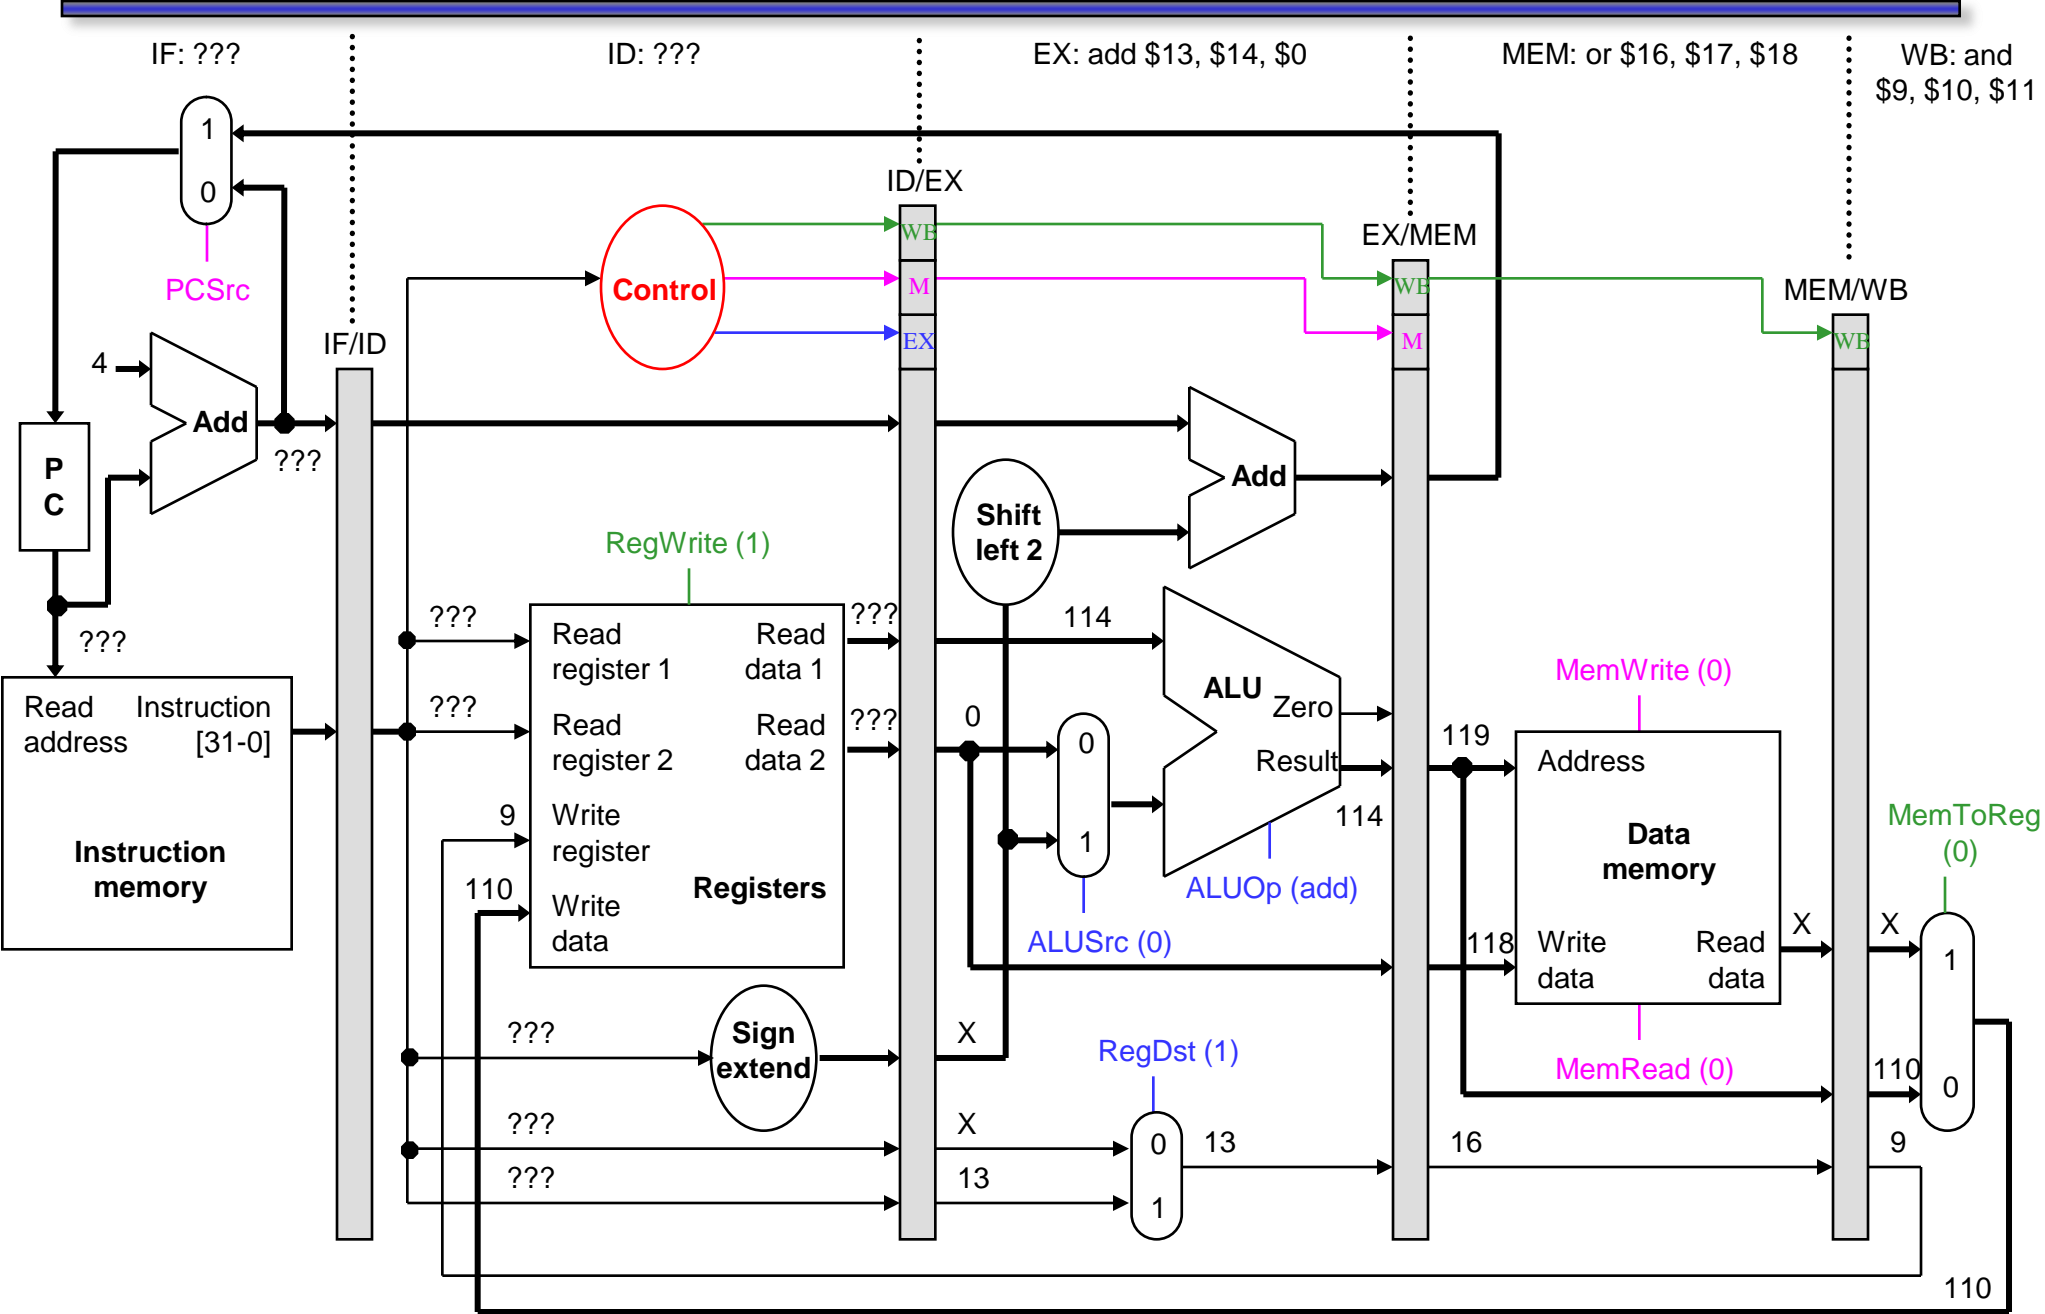 IF: ???
ID: ???
EX: add $13, $14, $0
MEM: or $16, $17, $18
WB: and
$9, $10, $11
1
0
PCSrc
4
Add
???
P
C
???
IF/ID
Control
ID/EX
WB
M
EX
EX/MEM
WB
M
MEM/WB
WB
Add
Shift
left 2
RegWrite (1)
???
???
Read
register 1
Read
data 1
???
???
Read
register 2
Read
data 2
9
Write
register
110
Write
data
Registers
Read
address
Instruction
[31-0]
Instruction
memory
114
0
0
1
ALUSrc (0)
ALU
Zero
Result
114
ALUOp (add)
119
MemWrite (0)
Address
Data
memory
118
Write
data
Read
data
MemRead (0)
X
X
MemToReg
(0)
1
0
110
???
Sign
extend
X
RegDst (1)
???
X
???
13
0
1
13
16
9
110